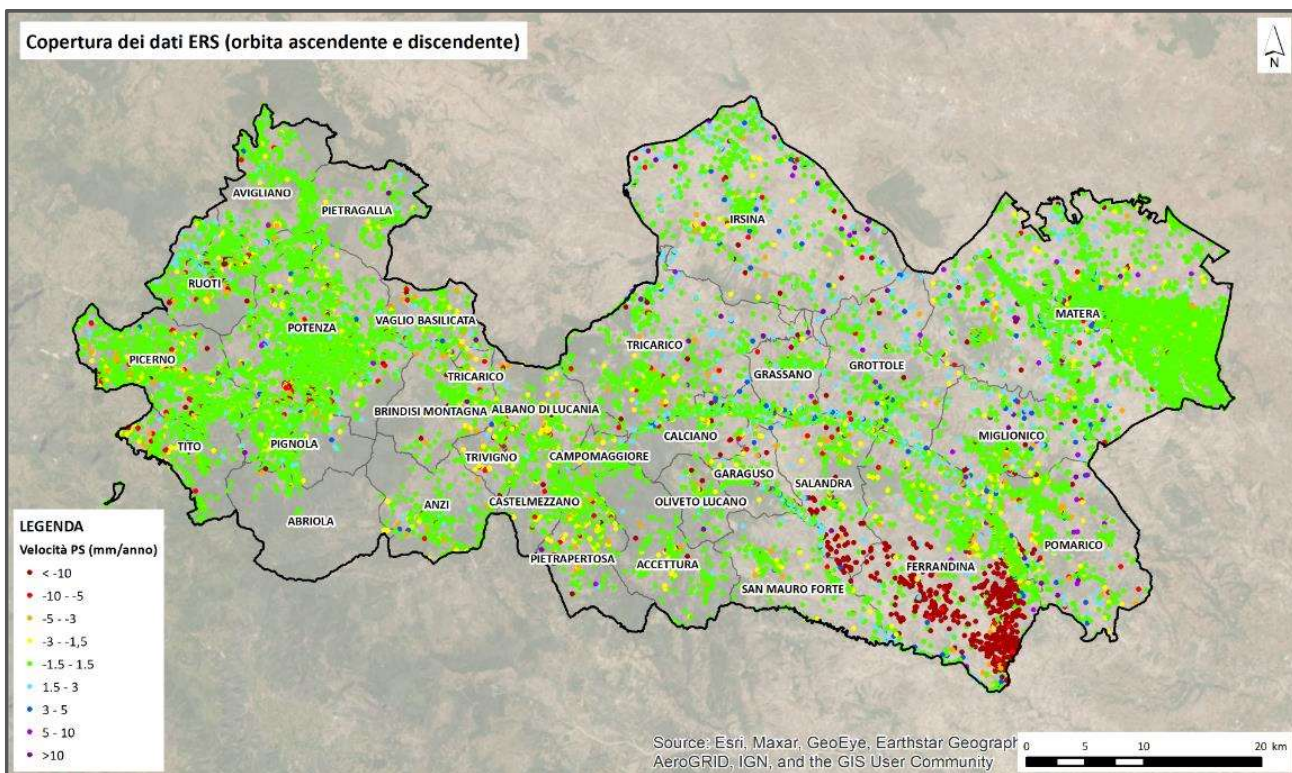 Copertura dei dati ERS (orbita ascendente e discendente)
N
AVIGLIANO
PIETRAGALLA
IRSINA
RUOTI
POTENZA
VAGLIO BASILICATA
MATERA
PICERNO
TRICARICO
GRASSANO
GROTTOLE
TRICARICO
BRINDISI MONTAGNA
ALBANO DI LUCANIA
TITO
PIGNOLA
CALCIANO
MIGLIONICO
TRIVIGNO
CAMPOMAGGIORE
GARAGUSO
SALANDRA
ANZI
CASTELMEZZANO
OLIVETO LUCANO
ABRIOLA
POMARICO
PIETRAPERTOSA
ACCETTURA
FERRANDINA
SAN MAURO FORTE
LEGENDA
Velocità PS (mm/anno)
< -10
-10 - -5
-5 - -3
-3 - -1,5
-1.5 - 1.5
1.5 - 3
3 - 5
5 - 10
>10
Source: Esri, Maxar, GeoEye, Earthstar Geograph
AeroGRID, IGN, and the GIS User Community
0 5 10 20 km